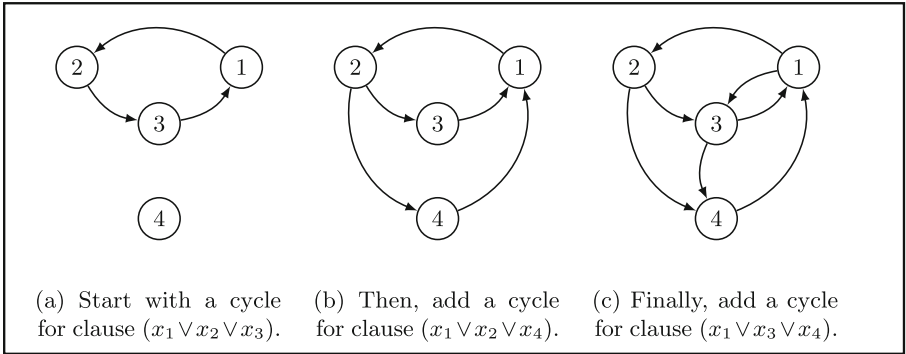 2 1 2 1 2 1
3 3 3
4 4 4
(a) Start with a cycle
for clause (x₁∨x₂∨x₃).
(b) Then, add a cycle
for clause (x₁∨x₂∨x₄).
(c) Finally, add a cycle
for clause (x₁∨x₃∨x₄).